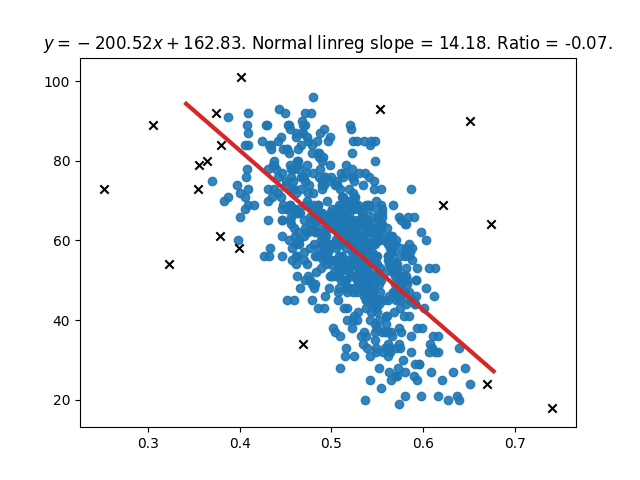 y = − 200.52x + 162.83. Normal linreg slope = 14.18. Ratio = -0.07.
100
80
60
40
20
0.3 0.4 0.5 0.6 0.7